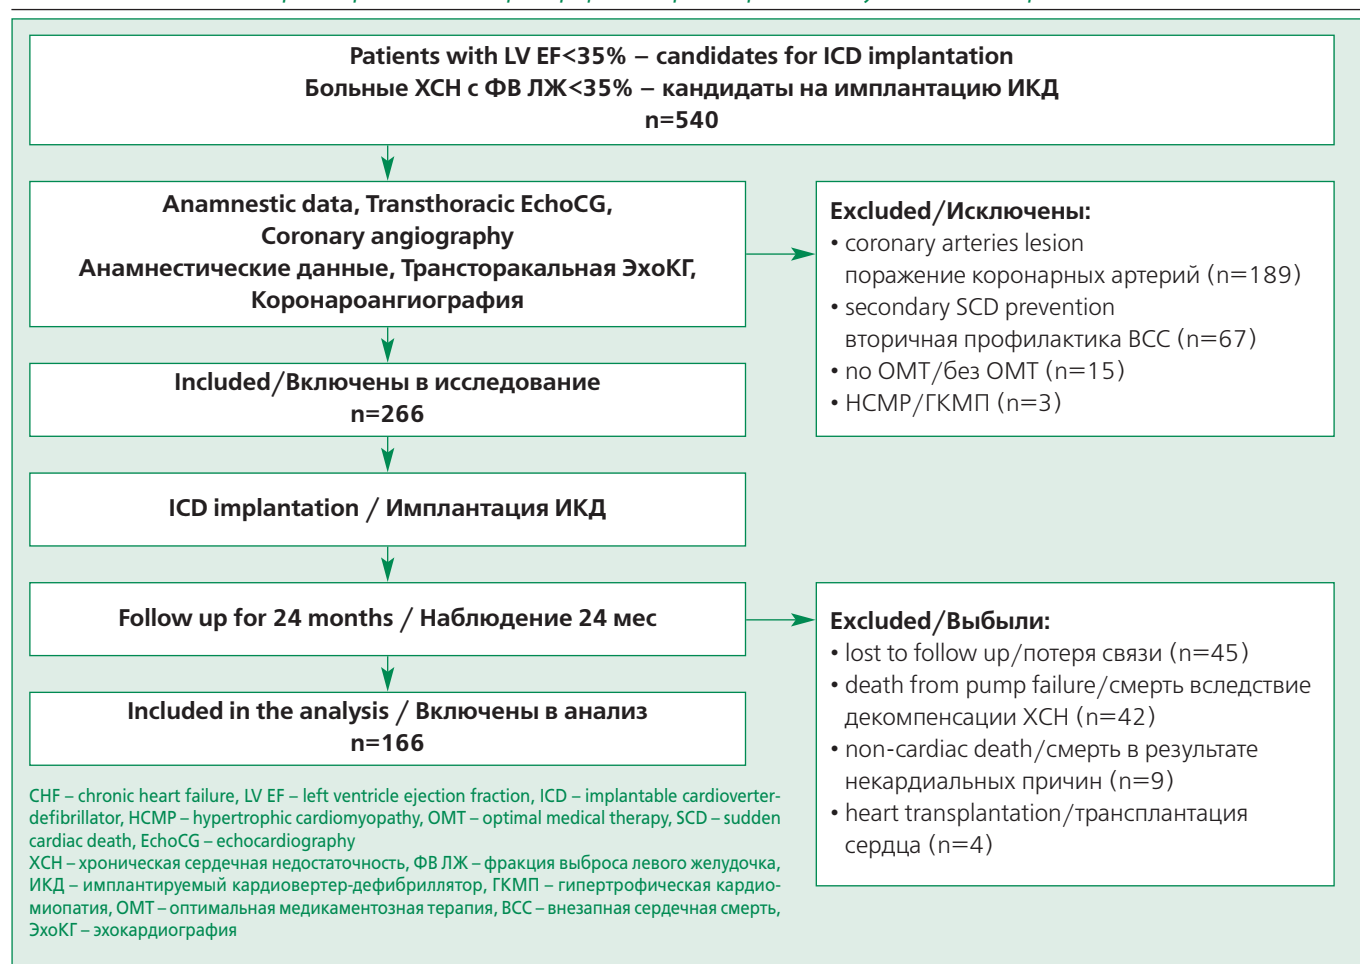 Patients with LV EF<35% – candidates for ICD implantation
Больные ХСН с ФВ ЛЖ<35% – кандидаты на имплантацию ИКД
n=540
Anamnestic data, Transthoracic EchoCG,
Coronary angiography
Анамнестические данные, Трансторакальная ЭхоКГ,
Коронароангиография
Excluded/Исключены:
• coronary arteries lesion
поражение коронарных артерий (n=189)
• secondary SCD prevention
вторичная профилактика ВСС (n=67)
• no OMT/без ОМТ (n=15)
• HCMP/ГКМП (n=3)
Included/Включены в исследование
n=266
ICD implantation / Имплантация ИКД
Follow up for 24 months / Наблюдение 24 мес
Excluded/Выбыли:
• lost to follow up/потеря связи (n=45)
• death from pump failure/смерть вследствие
декомпенсации ХСН (n=42)
• non-cardiac death/смерть в результате
некардиальных причин (n=9)
• heart transplantation/трансплантация
сердца (n=4)
Included in the analysis / Включены в анализ
n=166
CHF – chronic heart failure, LV EF – left ventricle ejection fraction, ICD – implantable cardioverter-
defibrillator, HCMP – hypertrophic cardiomyopathy, OMT – optimal medical therapy, SCD – sudden
cardiac death, EchoCG – echocardiography
ХСН – хроническая сердечная недостаточность, ФВ ЛЖ – фракция выброса левого желудочка,
ИКД – имплантируемый кардиовертер-дефибриллятор, ГКМП – гипертрофическая кардио-
миопатия, ОМТ – оптимальная медикаментозная терапия, ВСС – внезапная сердечная смерть,
ЭхоКГ – эхокардиография